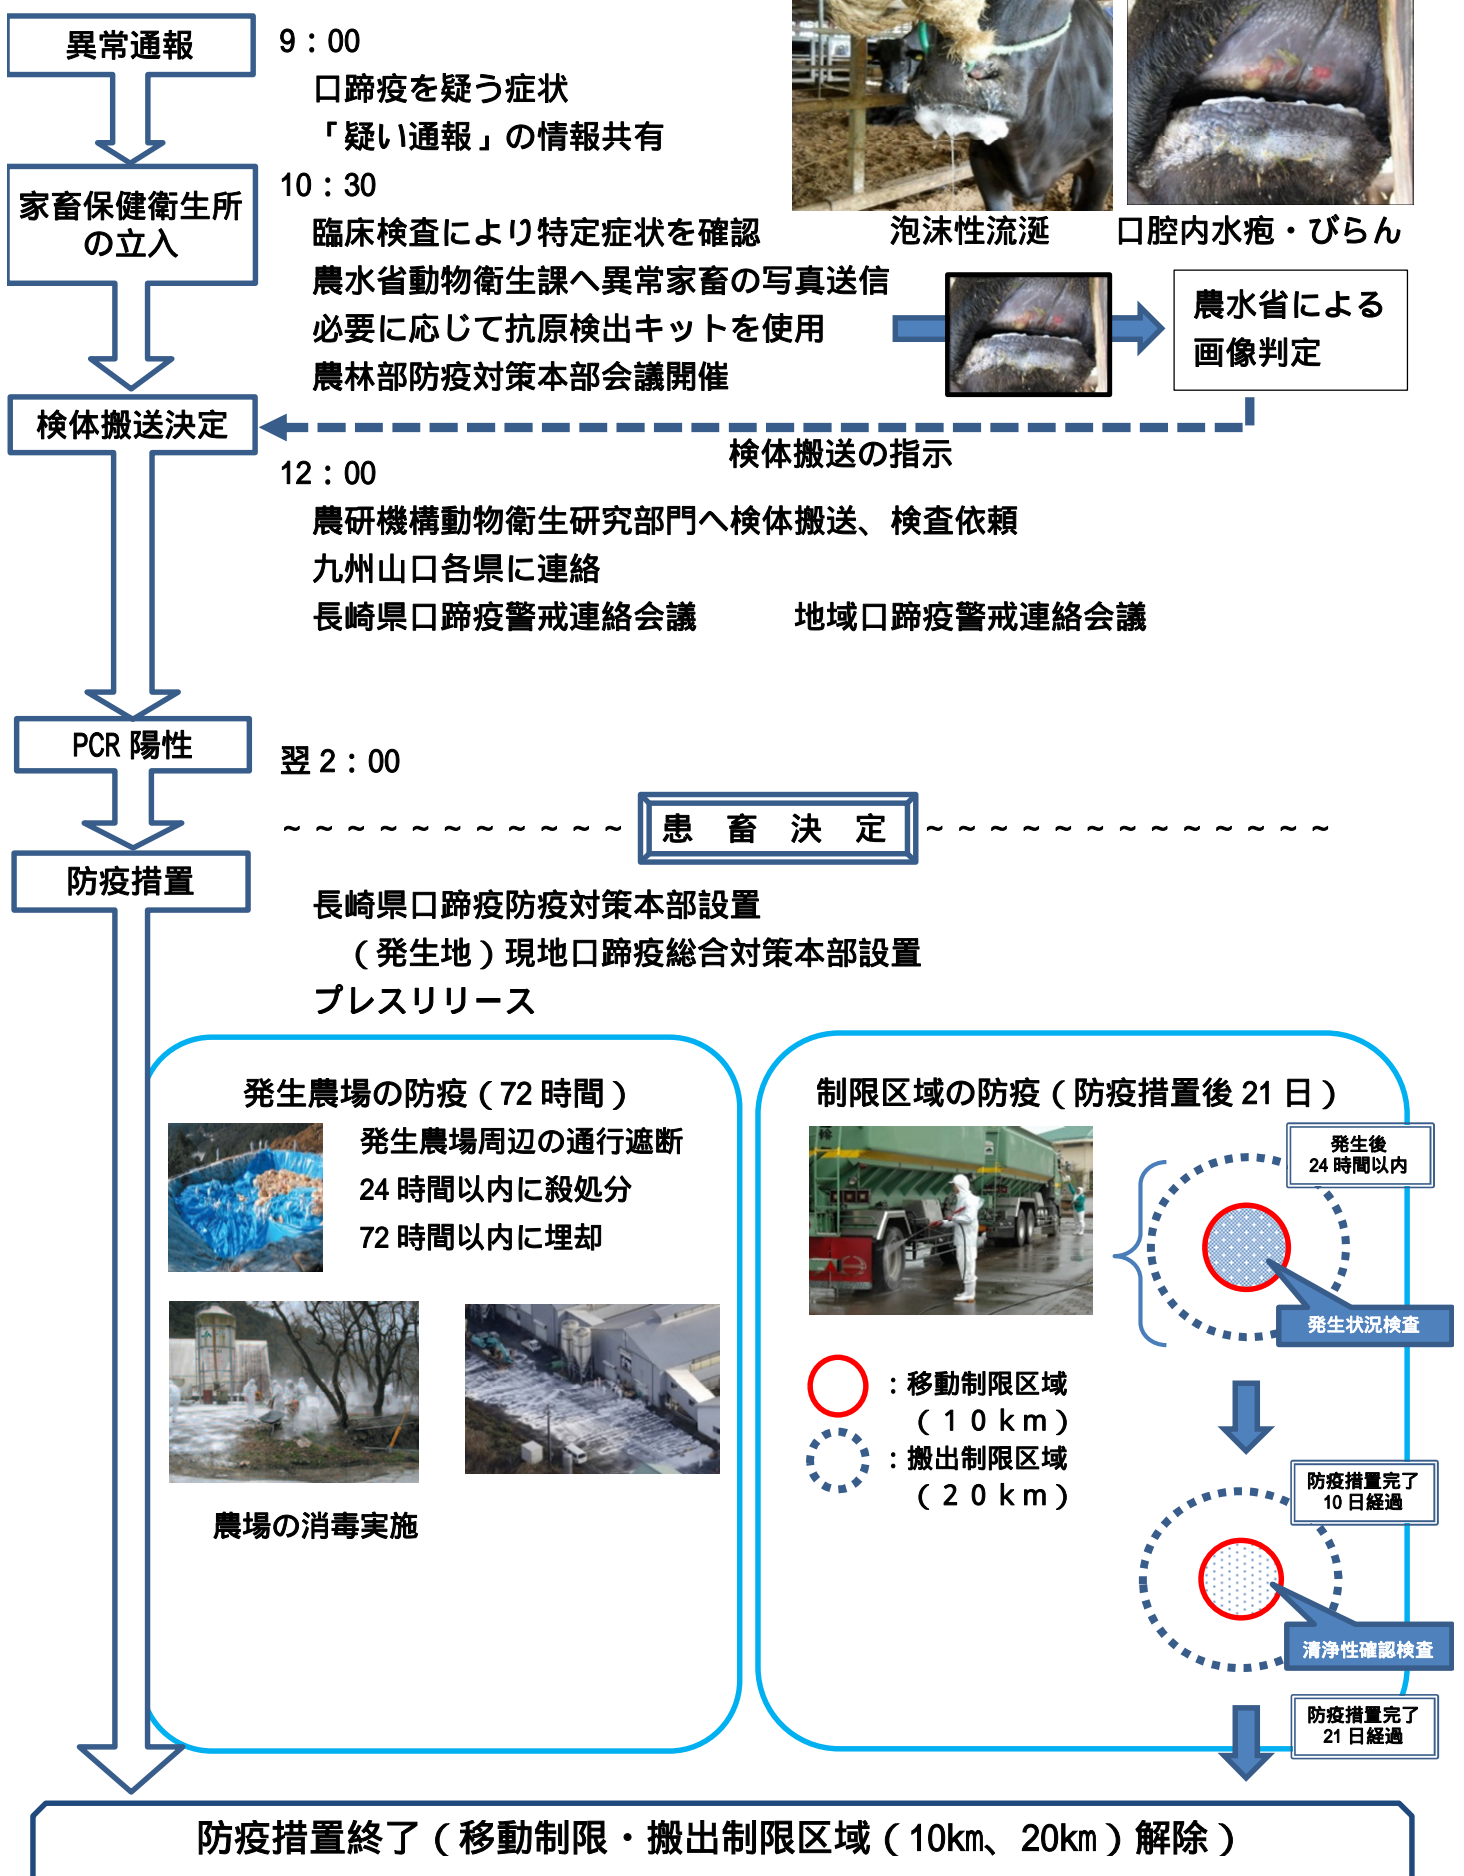 異常通報
9：00
口蹄疫を疑う症状
「疑い通報」の情報共有
家畜保健衛生所
の立入
10：30
臨床検査により特定症状を確認
農水省動物衛生課へ異常家畜の写真送信
必要に応じて抗原検出キットを使用
農林部防疫対策本部会議開催
泡沫性流涎
口腔内水疱・びらん
農水省による
画像判定
検体搬送決定
検体搬送の指示
12：00
農研機構動物衛生研究部門へ検体搬送、検査依頼
九州山口各県に連絡
長崎県口蹄疫警戒連絡会議　　　地域口蹄疫警戒連絡会議
PCR 陽性
翌 2：00
～～～～～～～～～～～ 患　畜　決　定 ～～～～～～～～～～～～～
防疫措置
長崎県口蹄疫防疫対策本部設置
（発生地）現地口蹄疫総合対策本部設置
プレスリリース
発生農場の防疫（72 時間）
発生農場周辺の通行遮断
24 時間以内に殺処分
72 時間以内に埋却
農場の消毒実施
制限区域の防疫（防疫措置後 21 日）
発生後
24 時間以内
発生状況検査
：移動制限区域
（１０ｋｍ）
：搬出制限区域
（２０ｋｍ）
防疫措置完了
10 日経過
清浄性確認検査
防疫措置完了
21 日経過
防疫措置終了（移動制限・搬出制限区域（10km、20km）解除）